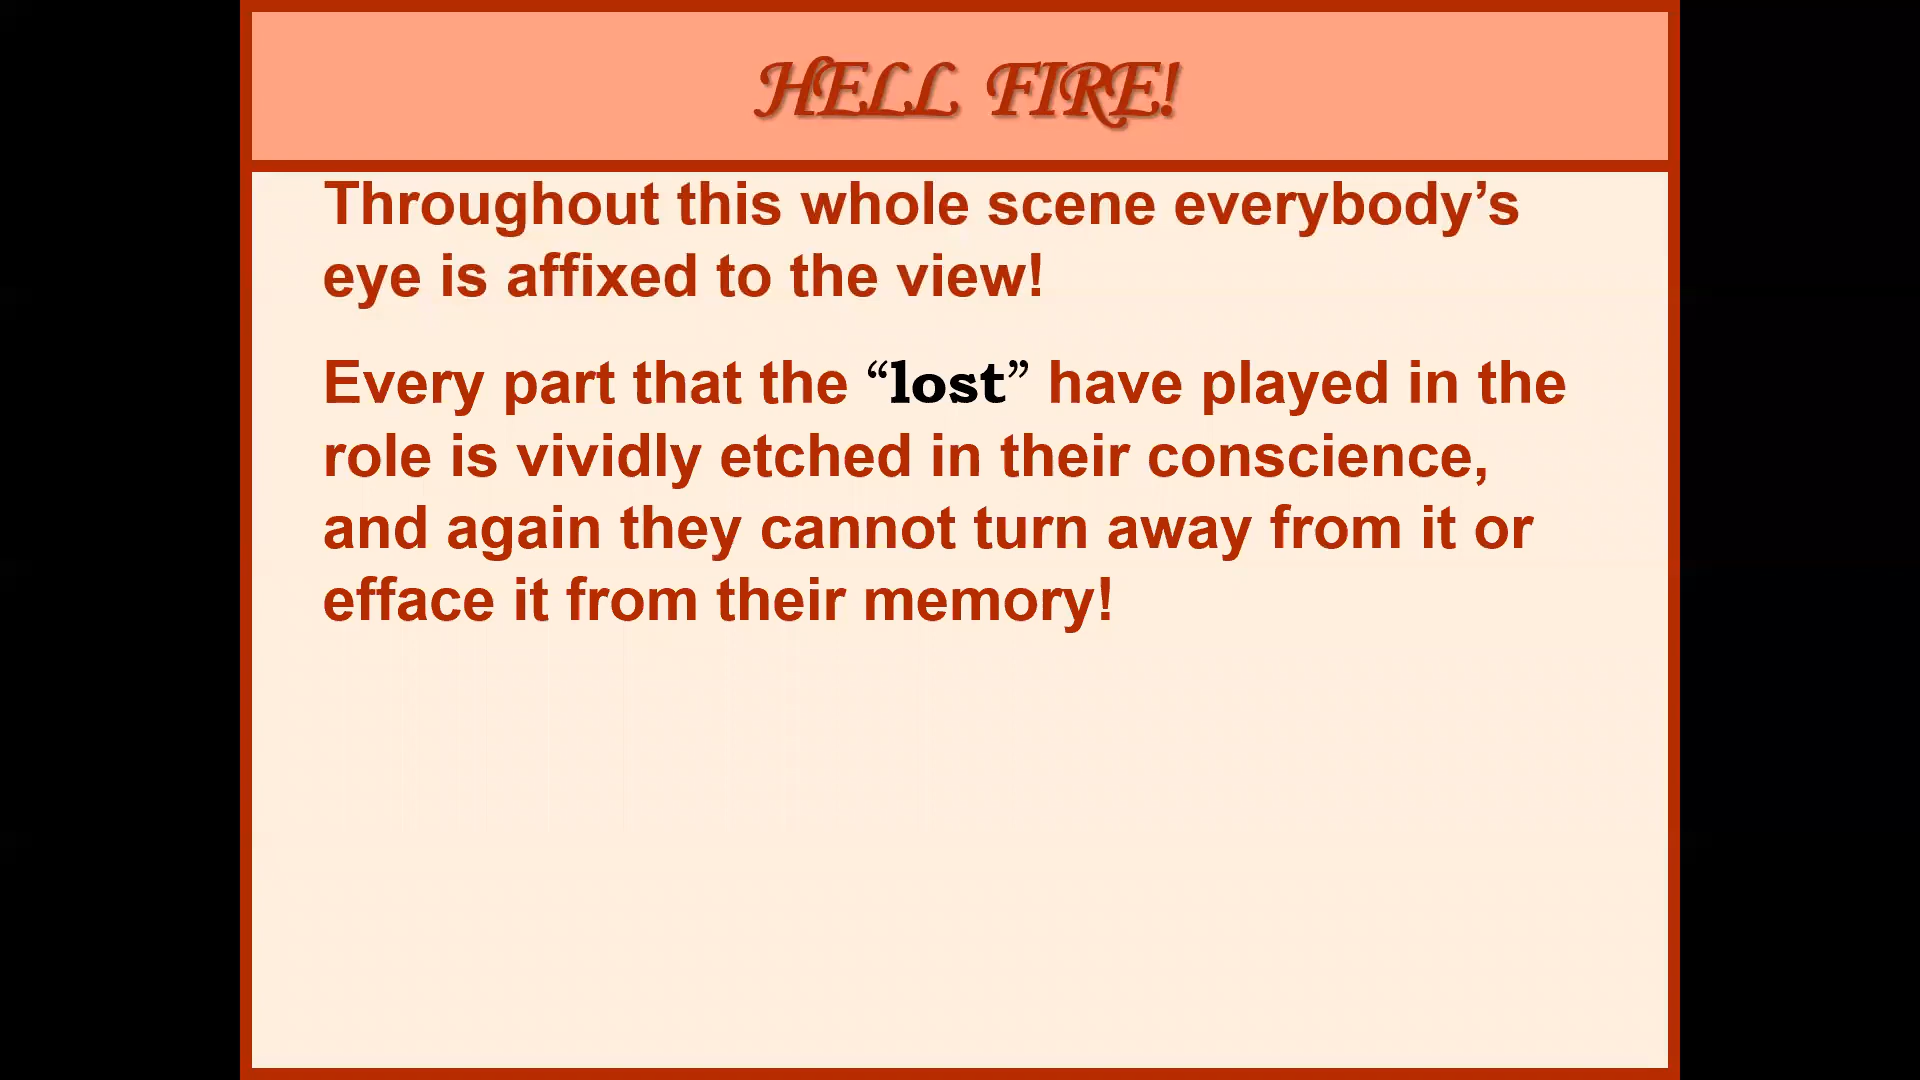 HELL FIRE!
Throughout this whole scene everybody’s
eye is affixed to the view!
Every part that the “lost” have played in the
role is vividly etched in their conscience,
and again they cannot turn away from it or
efface it from their memory!